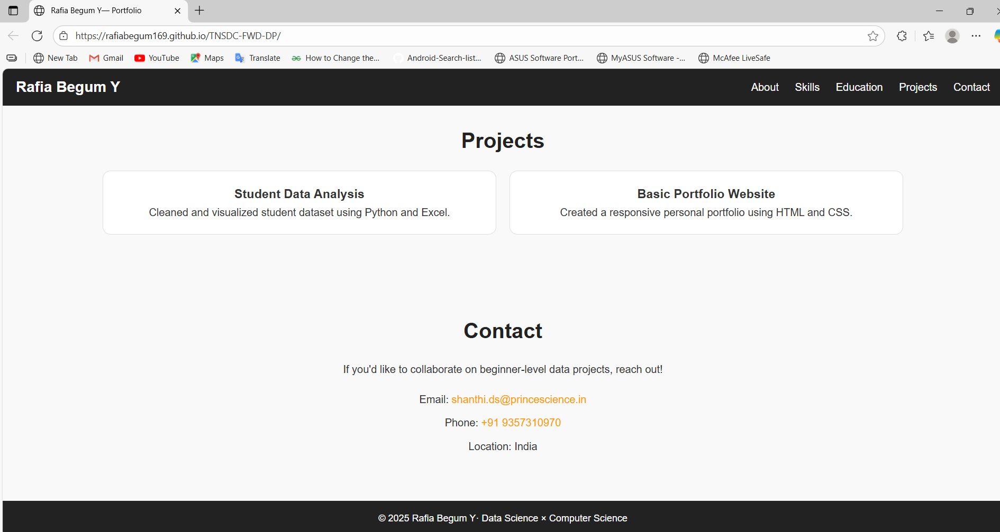 Rafia Begum Y— Portfolio
https://rafiabegum169.github.io/TNSDC-FWD-DP/
New Tab Gmail YouTube Maps Translate How to Change the... Android-Search-list... ASUS Software Port... MyASUS Software -... McAfee LiveSafe
Rafia Begum Y About Skills Education Projects Contact
Projects
Student Data Analysis
Cleaned and visualized student dataset using Python and Excel.
Basic Portfolio Website
Created a responsive personal portfolio using HTML and CSS.
Contact
If you'd like to collaborate on beginner-level data projects, reach out!
Email: shanthi.ds@princescience.in
Phone: +91 9357310970
Location: India
© 2025 Rafia Begum Y· Data Science × Computer Science